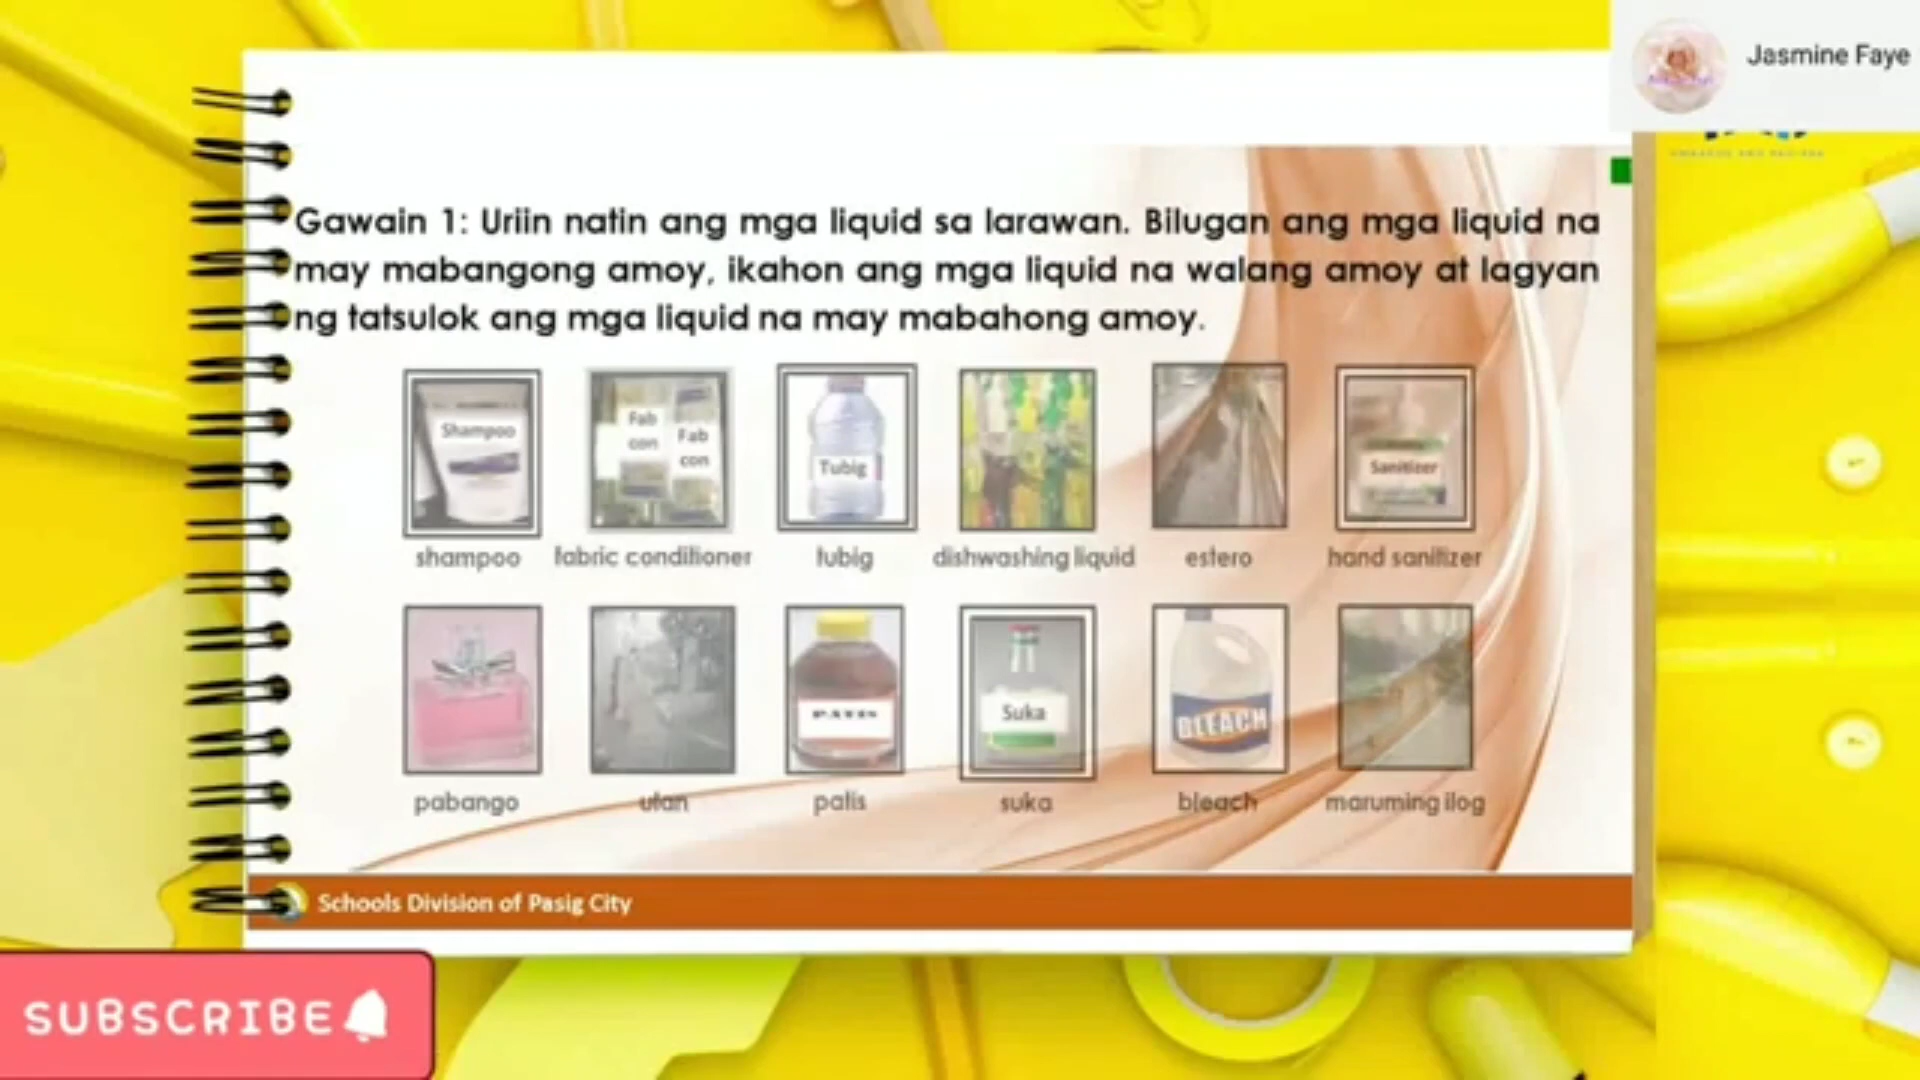 Jasmine Faye
Gawain 1: Uriin natin ang mga liquid sa larawan. Bilugan ang mga liquid na
may mabangong amoy, ikahon ang mga liquid na walang amoy at lagyan
ng tatsulok ang mga liquid na may mabahong amoy.
Shampoo
Fab
con
Fab
con
Tubig
Sanitizer
shampoo fabric conditioner tubig dishwashing liquid estero hand sanitizer
PATIS
Suka
BLEACH
pabango ulan patis suka bleach maruming ilog
Schools Division of Pasig City
SUBSCRIBE